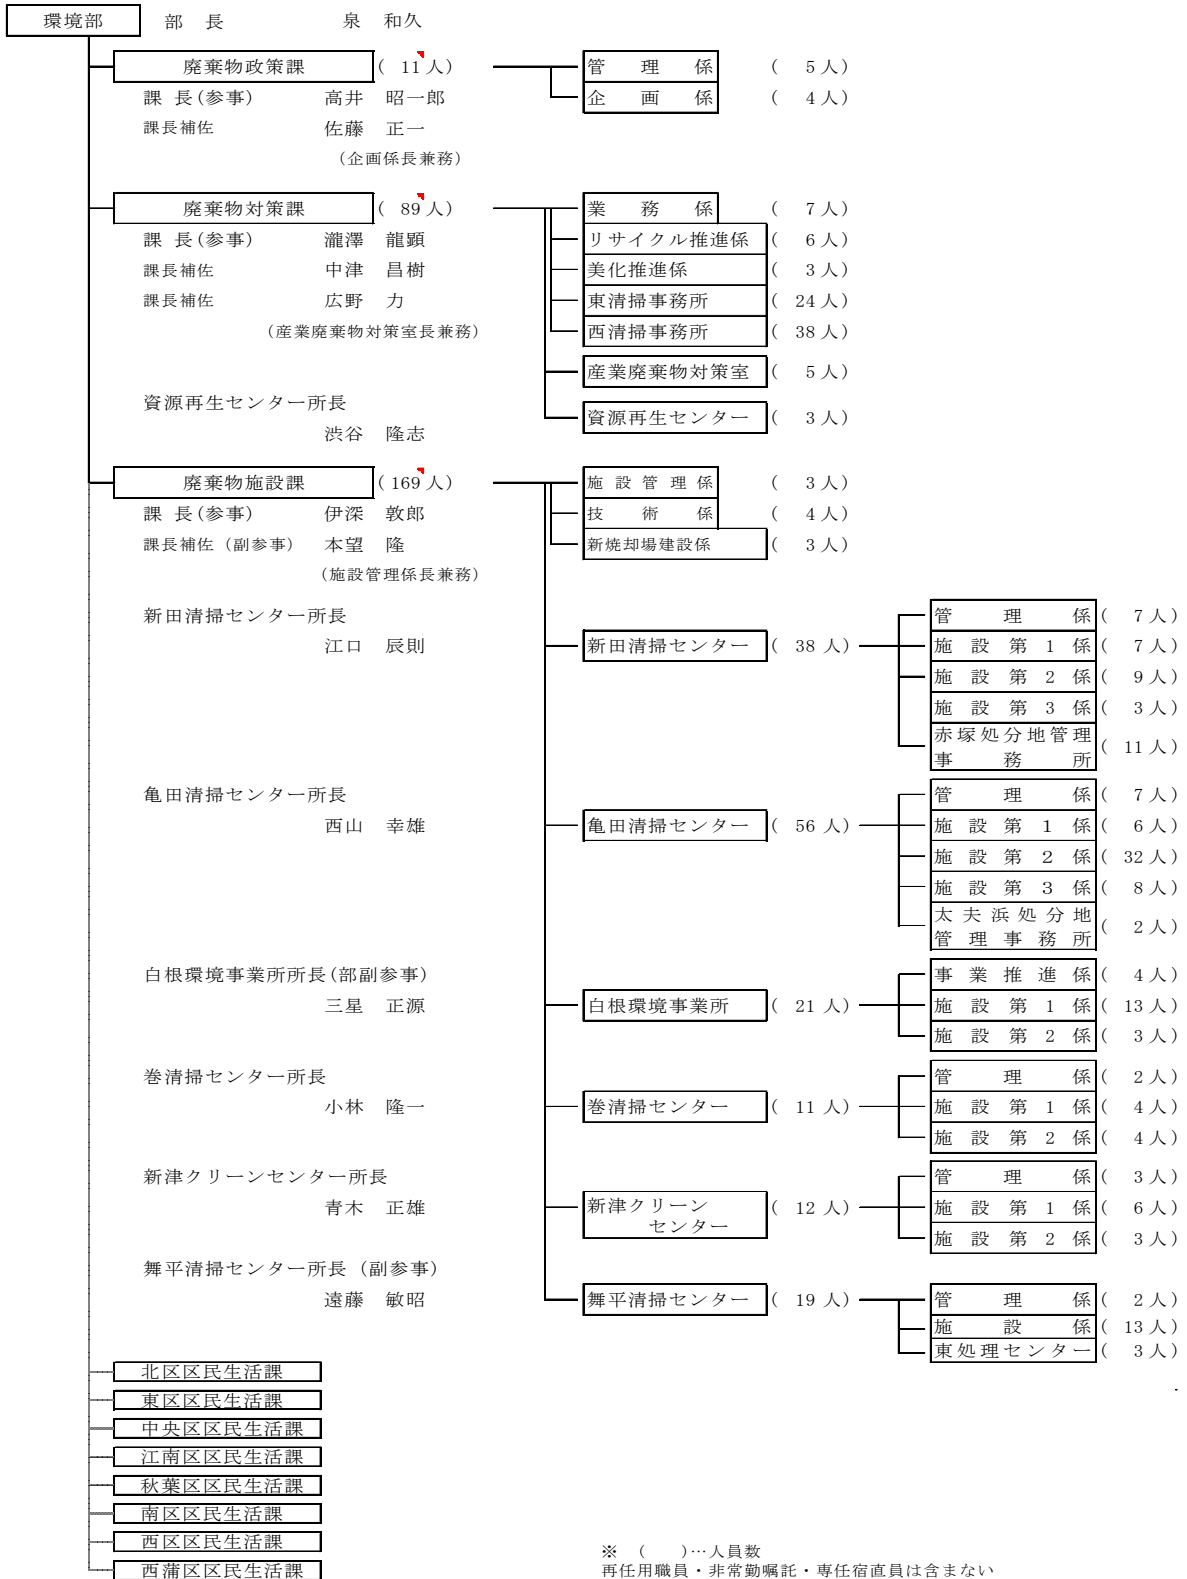 環境部 部 長 泉 和久
廃棄物政策課 ( 11人) 管 理 係 ( 5人)
課 長(参事) 高井 昭一郎 企 画 係 ( 4人)
課長補佐 佐藤 正一
(企画係長兼務)
廃棄物対策課 ( 89人) 業 務 係 ( 7人)
課 長(参事) 瀧澤 龍顕 リサイクル推進係 ( 6人)
課長補佐 中津 昌樹 美化推進係 ( 3人)
課長補佐 広野 力 東清掃事務所 ( 24人)
(産業廃棄物対策室長兼務) 西清掃事務所 ( 38人)
産業廃棄物対策室 ( 5人)
資源再生センター所長 資源再生センター ( 3人)
渋谷 隆志
廃棄物施設課 ( 169人) 施設管理係 ( 3人)
課 長(参事) 伊深 敦郎 技 術 係 ( 4人)
課長補佐(副参事) 本望 隆 新焼却場建設係 ( 3人)
(施設管理係長兼務)
新田清掃センター所長 管 理 係 ( 7人)
江口 辰則 新田清掃センター ( 38人) 施設第1係 ( 7人)
施設第2係 ( 9人)
施設第3係 ( 3人)
赤塚処分地管理
事 務 所 ( 11人)
亀田清掃センター所長 管 理 係 ( 7人)
西山 幸雄 亀田清掃センター ( 56人) 施設第1係 ( 6人)
施設第2係 ( 32人)
施設第3係 ( 8人)
太夫浜処分地
管理事務所 ( 2人)
白根環境事業所所長(部副参事) 事業推進係 ( 4人)
三星 正源 白根環境事業所 ( 21人) 施設第1係 ( 13人)
施設第2係 ( 3人)
巻清掃センター所長 管 理 係 ( 2人)
小林 隆一 巻清掃センター ( 11人) 施設第1係 ( 4人)
施設第2係 ( 4人)
新津クリーンセンター所長 管 理 係 ( 3人)
青木 正雄 新津クリーン
センター ( 12人) 施設第1係 ( 6人)
施設第2係 ( 3人)
舞平清掃センター所長(副参事)
遠藤 敏昭 舞平清掃センター ( 19人) 管 理 係 ( 2人)
施 設 係 ( 13人)
東処理センター ( 3人)
北区区民生活課
東区区民生活課
中央区区民生活課
江南区区民生活課
秋葉区区民生活課
南区区民生活課
西区区民生活課
西蒲区区民生活課
※ ( )…人員数
再任用職員・非常勤嘱託・専任宿直員は含まない